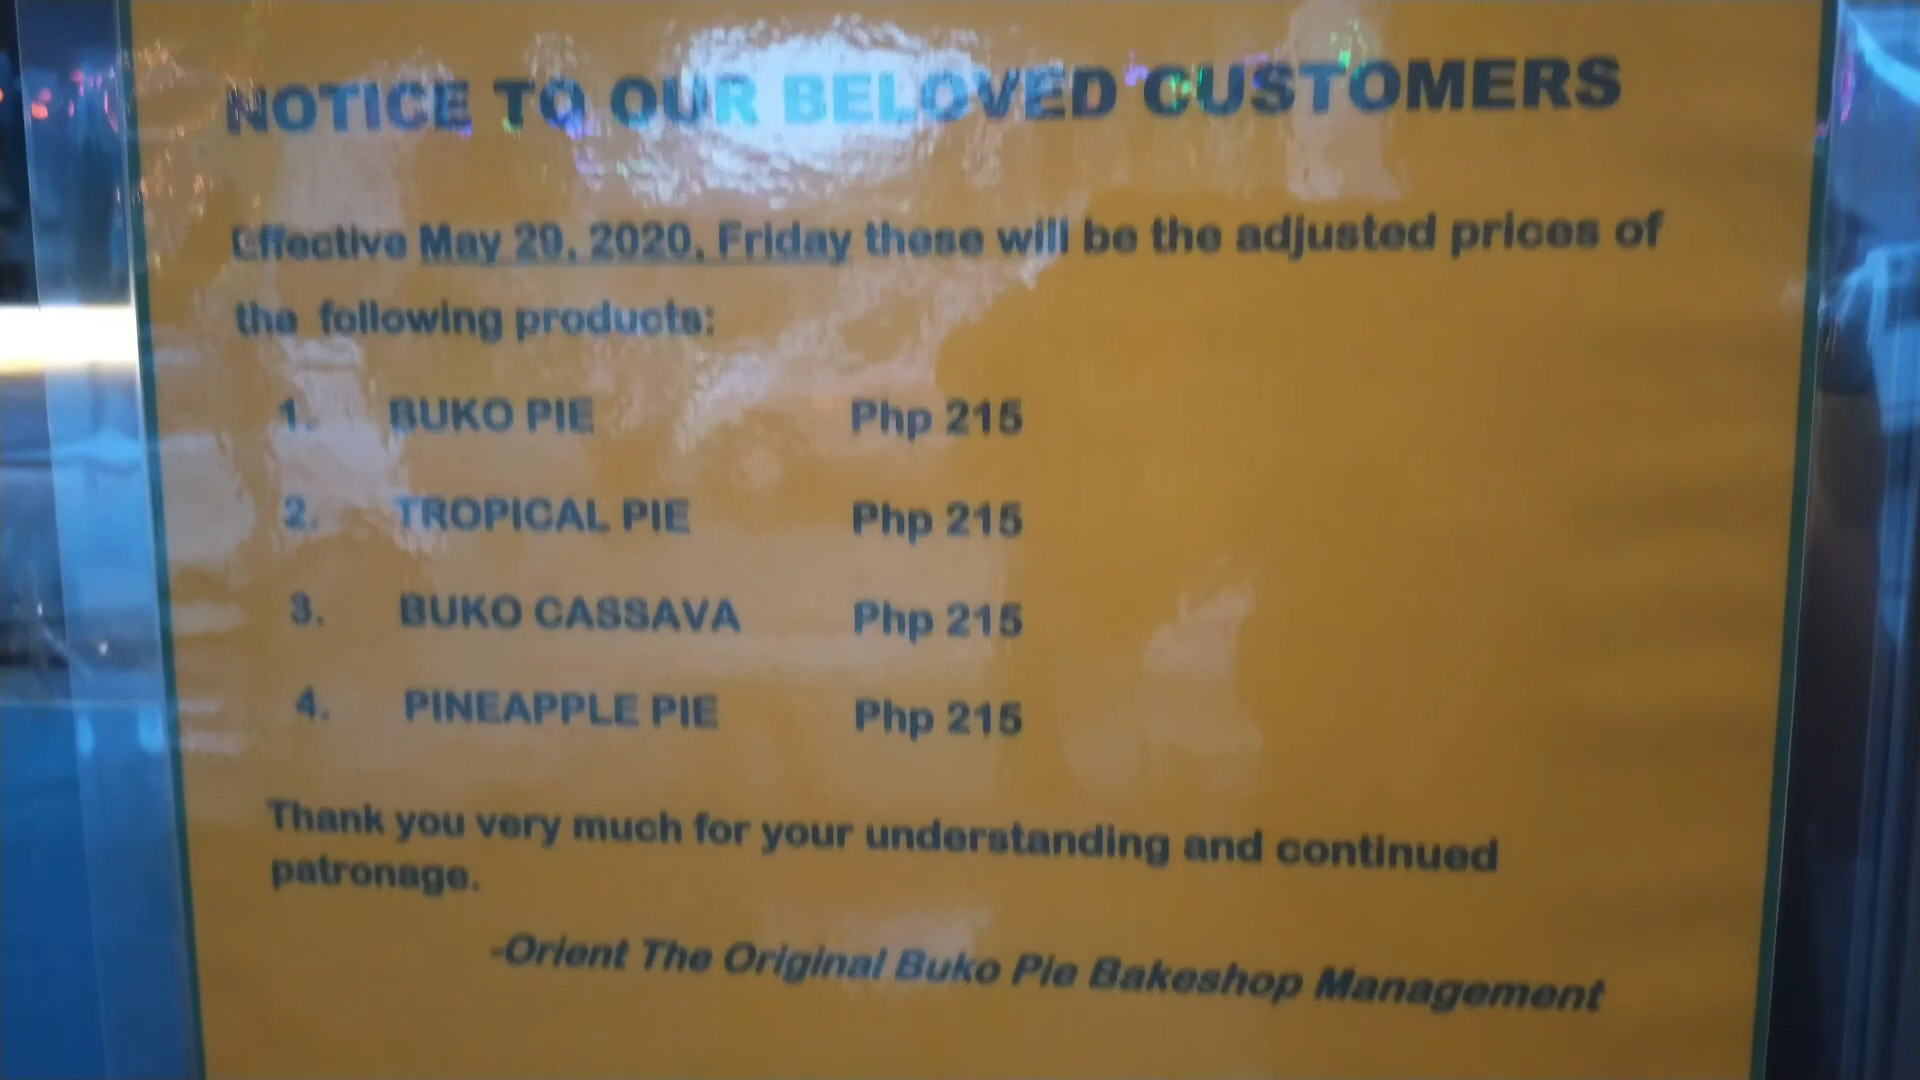 NOTICE TO OUR BELOVED CUSTOMERS
Effective May 29, 2020, Friday these will be the adjusted prices of
the following products:
1. BUKO PIE Php 215
2. TROPICAL PIE Php 215
3. BUKO CASSAVA Php 215
4. PINEAPPLE PIE Php 215
Thank you very much for your understanding and continued
patronage.
-Orient The Original Buko Pie Bakeshop Management